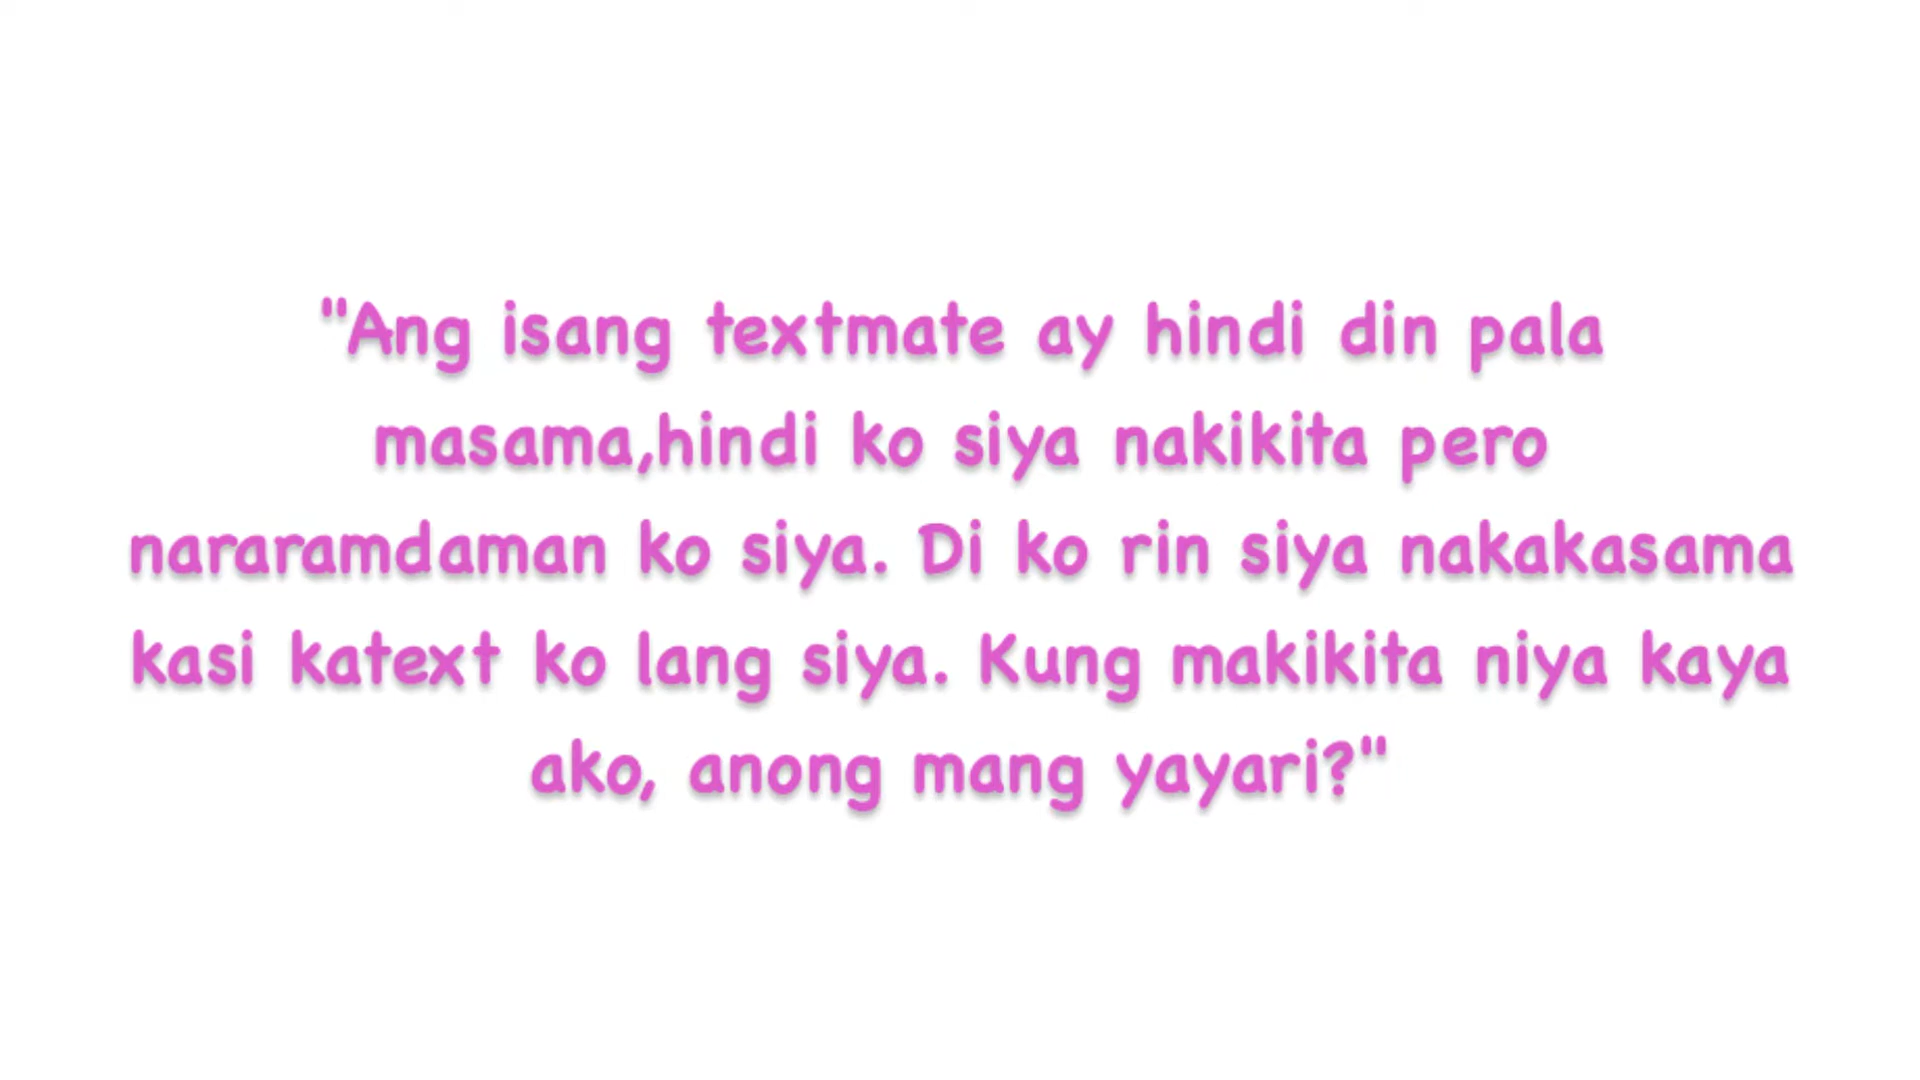 "Ang isang textmate ay hindi din pala
masama,hindi ko siya nakikita pero
nararamdaman ko siya. Di ko rin siya nakakasama
kasi katext ko lang siya. Kung makikita niya kaya
ako, anong mang yayari?"